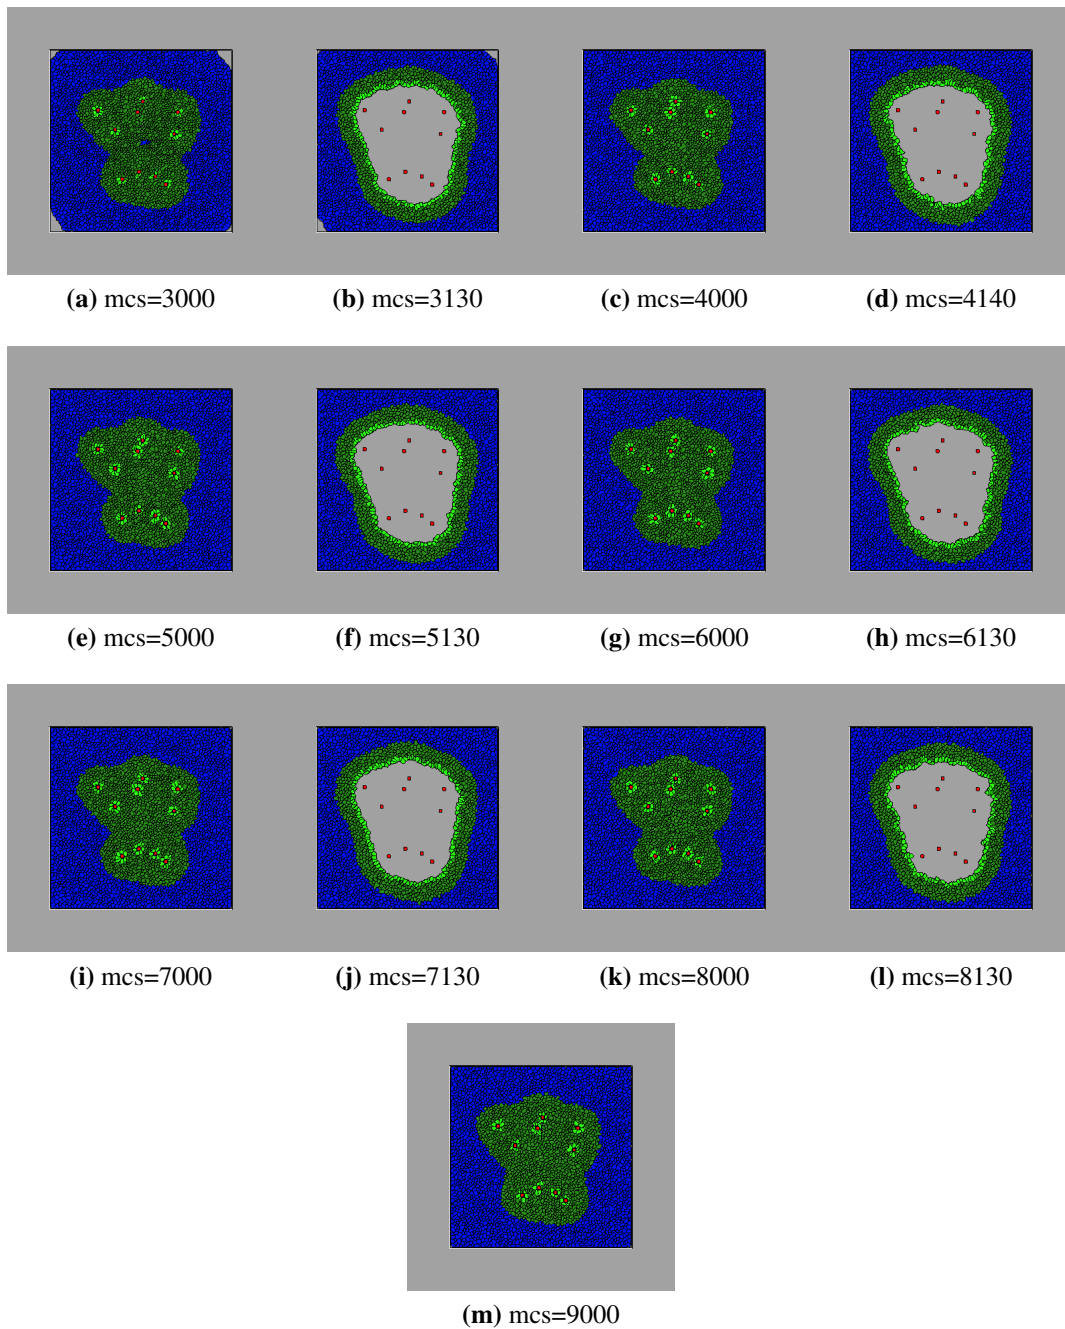 (a) mcs=3000 (b) mcs=3130 (c) mcs=4000 (d) mcs=4140
(e) mcs=5000 (f) mcs=5130 (g) mcs=6000 (h) mcs=6130
(i) mcs=7000 (j) mcs=7130 (k) mcs=8000 (l) mcs=8130
(m) mcs=9000